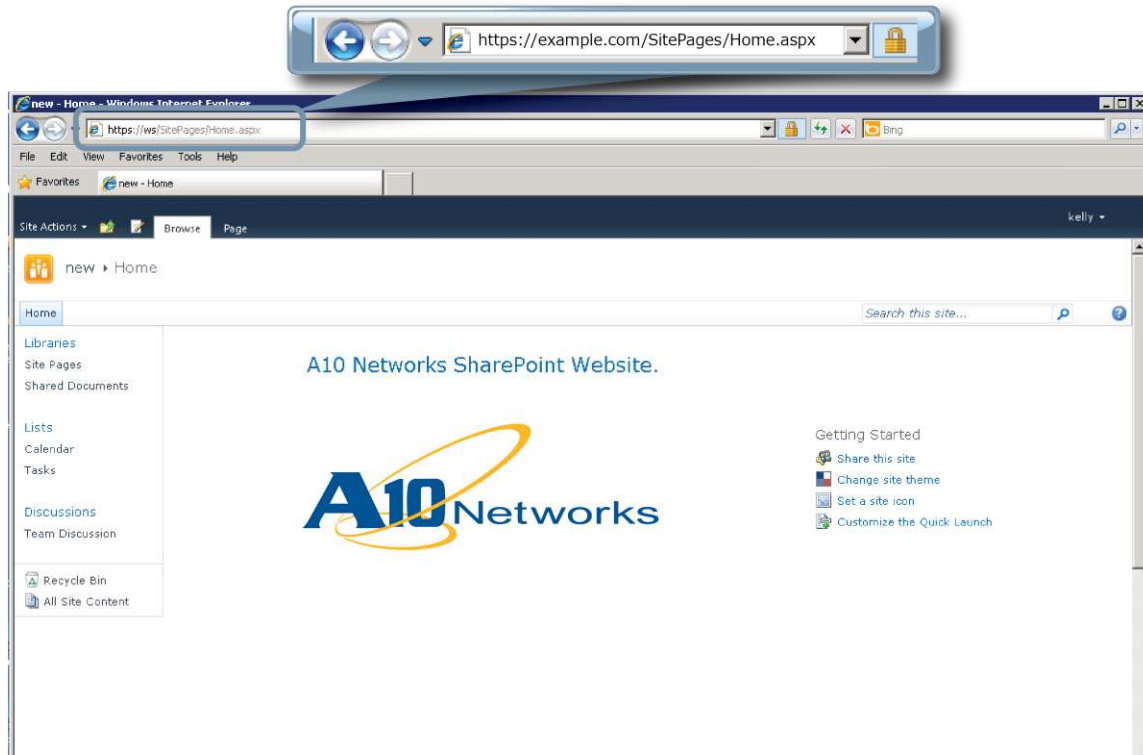 https://example.com/SitePages/Home.aspx
new - Home - Windows Internet Explorer
https://ws/SitePages/Home.aspx
Bing
File Edit View Favorites Tools Help
Favorites new - Home
Site Actions Browse Page kelly
new Home
Home Search this site...
Libraries
Site Pages
Shared Documents
Lists
Calendar
Tasks
Discussions
Team Discussion
Recycle Bin
All Site Content
A10 Networks SharePoint Website.
A10 Networks
Getting Started
Share this site
Change site theme
Set a site icon
Customize the Quick Launch